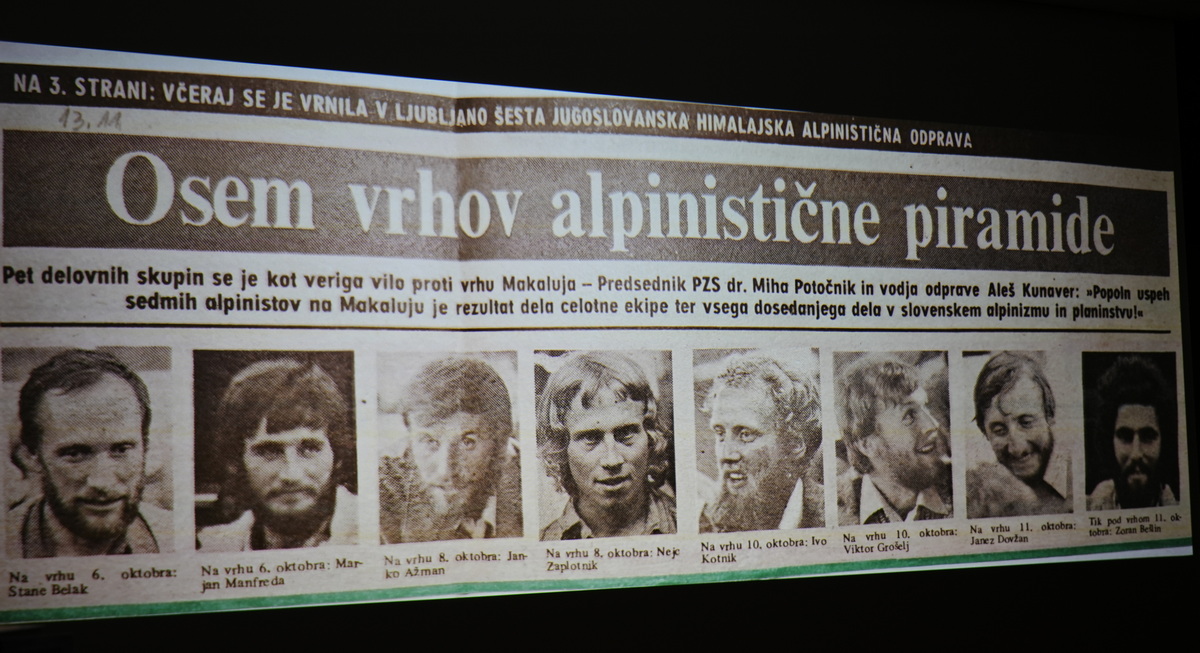 NA 3. STRANI: VČERAJ SE JE VRNILA V LJUBLJANO ŠESTA JUGOSLOVANSKA HIMALAJSKA ALPINISTIČNA ODPRAVA
13.11
Osem vrhov alpinistične piramide
Pet delovnih skupin se je kot veriga vilo proti vrhu Makaluja – Predsednik PZS dr. Miha Potočnik in vodja odprave Aleš Kunaver: »Popoln uspeh
sedmih alpinistov na Makaluju je rezultat dela celotne ekipe ter vsega dosedanjega dela v slovenskem alpinizmu in planinstvu!«
Na vrhu 6. oktobra:
Stane Belak
Na vrhu 6. oktobra: Mar-
jan Manfreda
Na vrhu 8. oktobra: Jan-
ko Ažman
Na vrhu 8. oktobra: Nejc
Zaplotnik
Na vrhu 10. oktobra: Ivo
Kotnik
Na vrhu 10. oktobra:
Viktor Grošelj
Na vrhu 11. oktobra:
Janez Dovžan
Tik pod vrhom 11. ok-
tobra: Zoran Bešlin